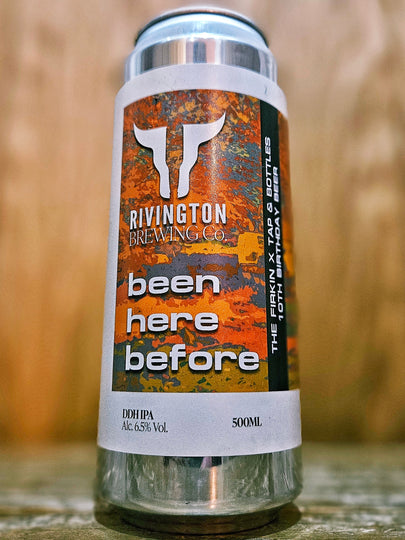 RIVINGTON
BREWING Co.
been
here
before
THE FIRKIN X TAP & BOTTLES
10TH BIRTHDAY BEER
DDH IPA
Alc. 6.5% Vol.
500ML